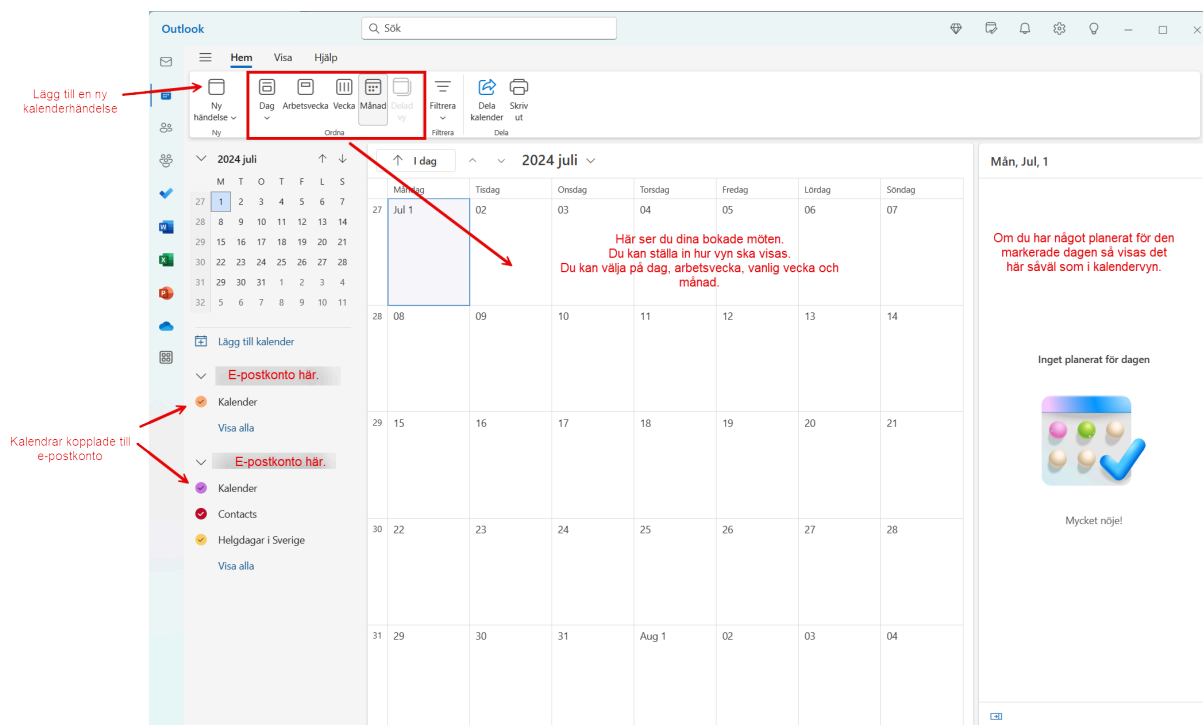 Outlook
Sök
Hem Visa Hjälp
Lägg till en ny
kalenderhändelse
Ny
händelse
Dag
Arbetsvecka
Vecka
Månad
Delad
vy
Filtrera
Dela
kalender
Skriv
ut
Ny
Ordna
Filtrera
Dela
2024 juli
M T O T F L S
27 1 2 3 4 5 6 7
28 8 9 10 11 12 13 14
29 15 16 17 18 19 20 21
30 22 23 24 25 26 27 28
31 29 30 31 1 2 3 4
32 5 6 7 8 9 10 11
Lägg till kalender
E-postkonto här.
Kalender
Visa alla
Kalendrar kopplade till
e-postkonto
E-postkonto här.
Kalender
Contacts
Helgdagar i Sverige
Visa alla
I dag
2024 juli
Måndag Tisdag Onsdag Torsdag Fredag Lördag Söndag
27 Jul 1 02 03 04 05 06 07
Här ser du dina bokade möten.
Du kan ställa in hur vyn ska visas.
Du kan välja på dag, arbetsvecka, vanlig vecka och
månad.
28 08 09 10 11 12 13 14
29 15 16 17 18 19 20 21
30 22 23 24 25 26 27 28
31 29 30 31 Aug 1 02 03 04
Mån, Jul, 1
Om du har något planerat för den
markerade dagen så visas det
här såväl som i kalendervyn.
Inget planerat för dagen
Mycket nöje!